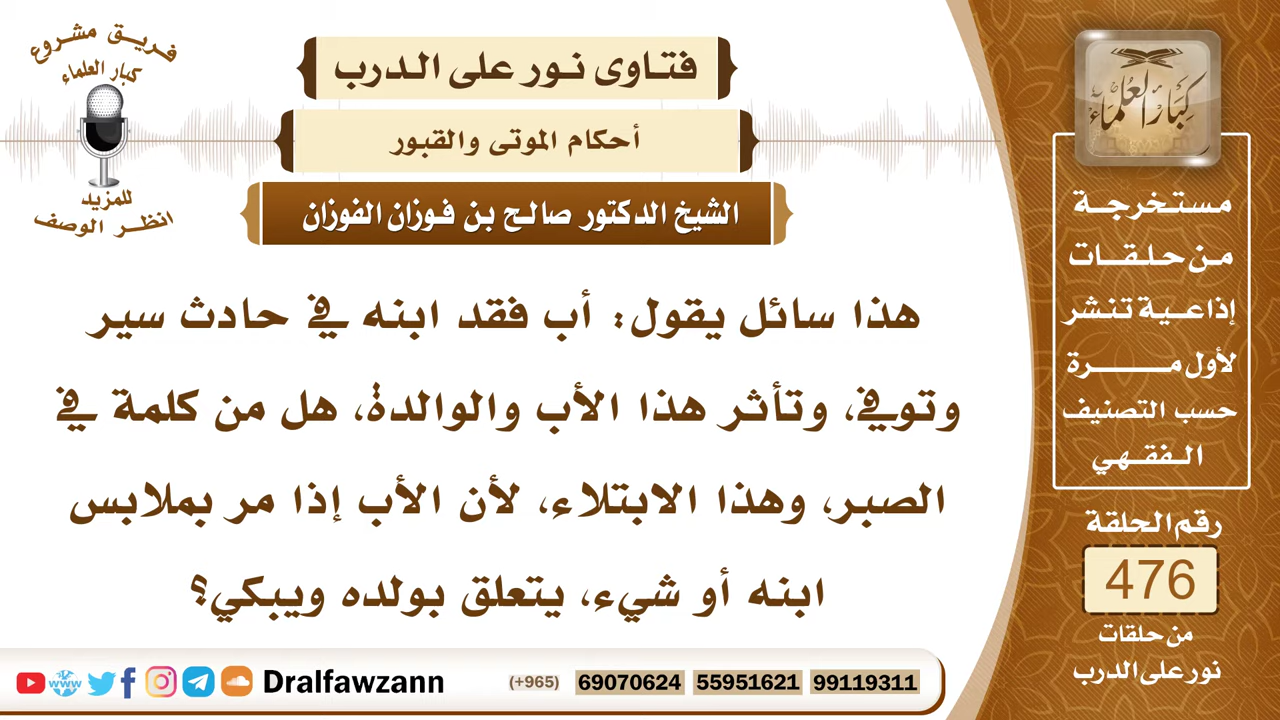 فريق مشروع
كبار العلماء
للمزيد
انظر الوصف
فتاوى نور على الدرب
أحكام الموتى والقبور
الشيخ الدكتور صالح بن فوزان الفوزان
هذا سائل يقول: أب فقد ابنه في حادث سير
وتوفي، وتأثر هذا الأب والوالدة، هل من كلمة في
الصبر، وهذا الابتلاء، لأن الأب إذا مر بملابس
ابنه أو شيء، يتعلق بولده ويبكي؟
كبار العلماء
مستخرجة
من حلقات
إذاعية تنشر
لأول مرة
حسب التصنيف
الفقهي
رقم الحلقة
476
من حلقات
نور على الدرب
www
Dralfawzann (+965) 69070624 55951621 99119311